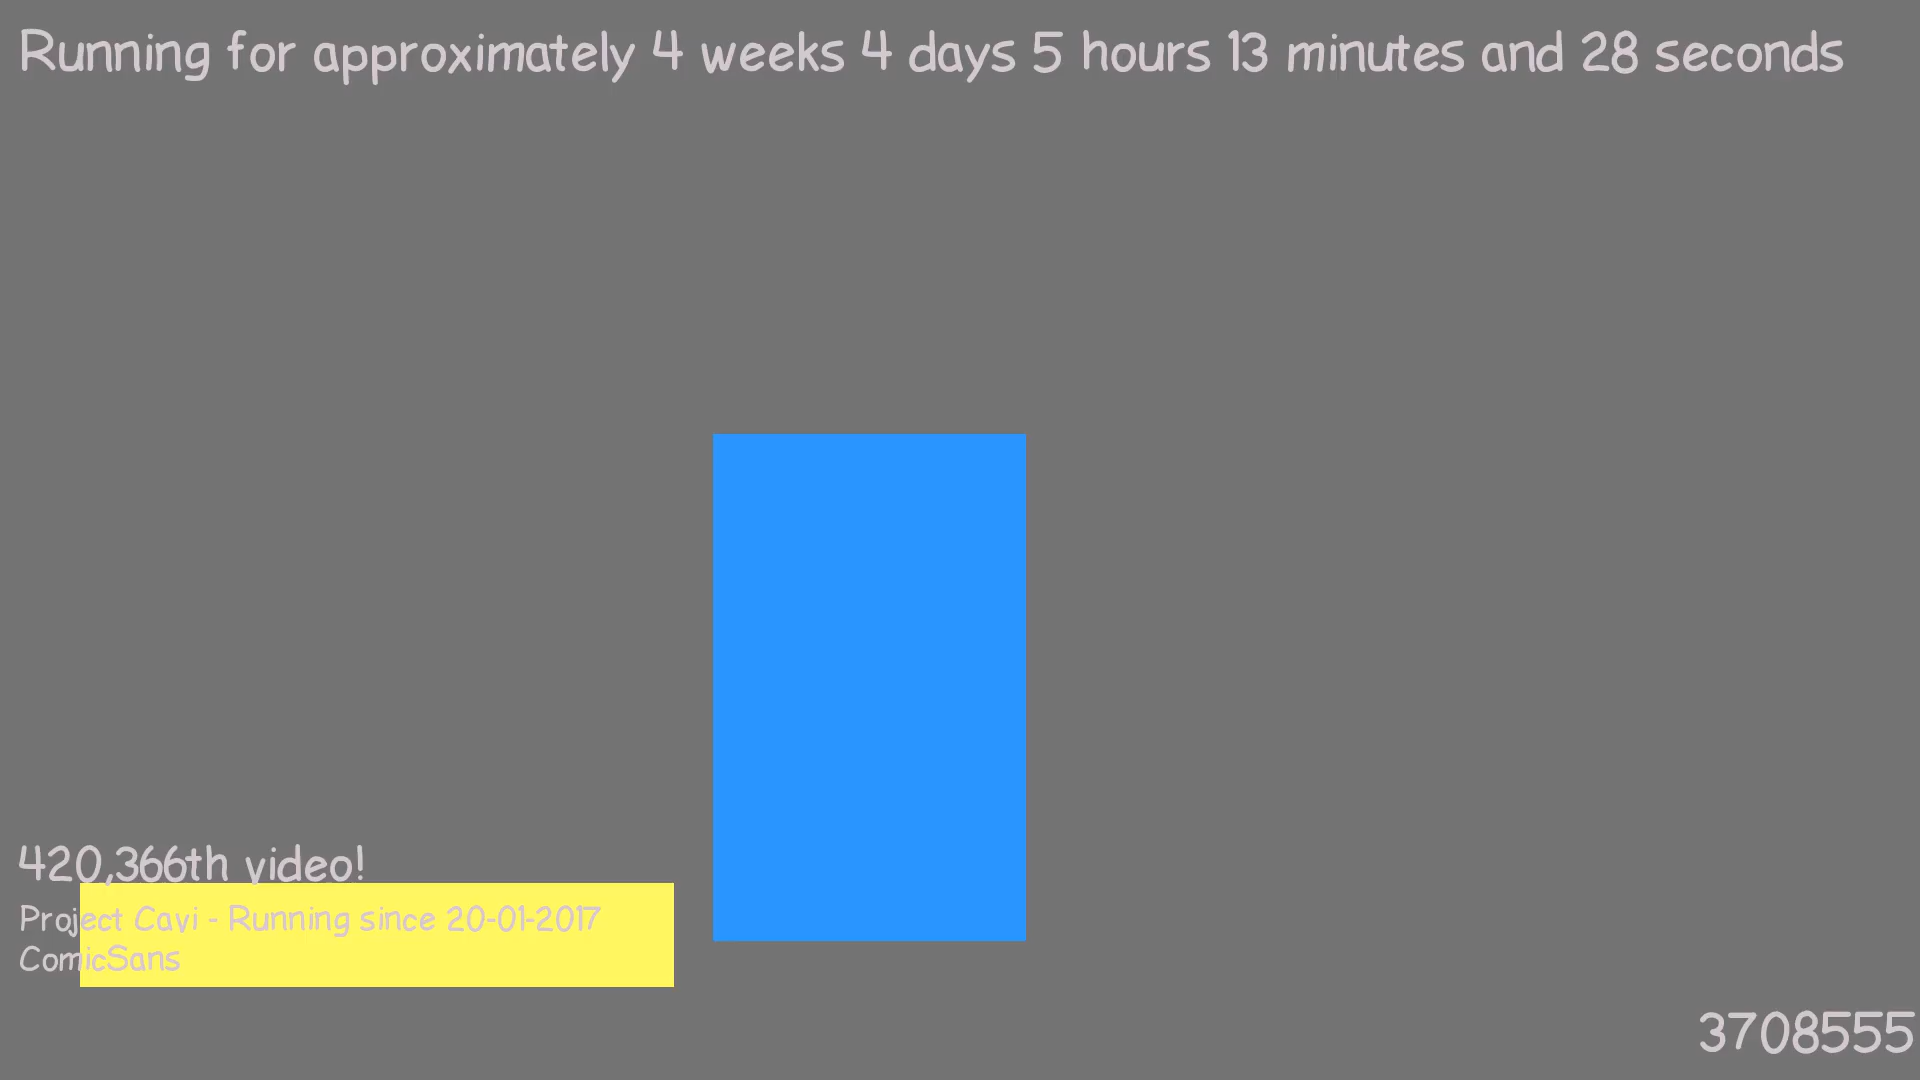 Running for approximately 4 weeks 4 days 5 hours 13 minutes and 28 seconds
420,366th video!
Project Cavi - Running since 20-01-2017
ComicSans
3708555